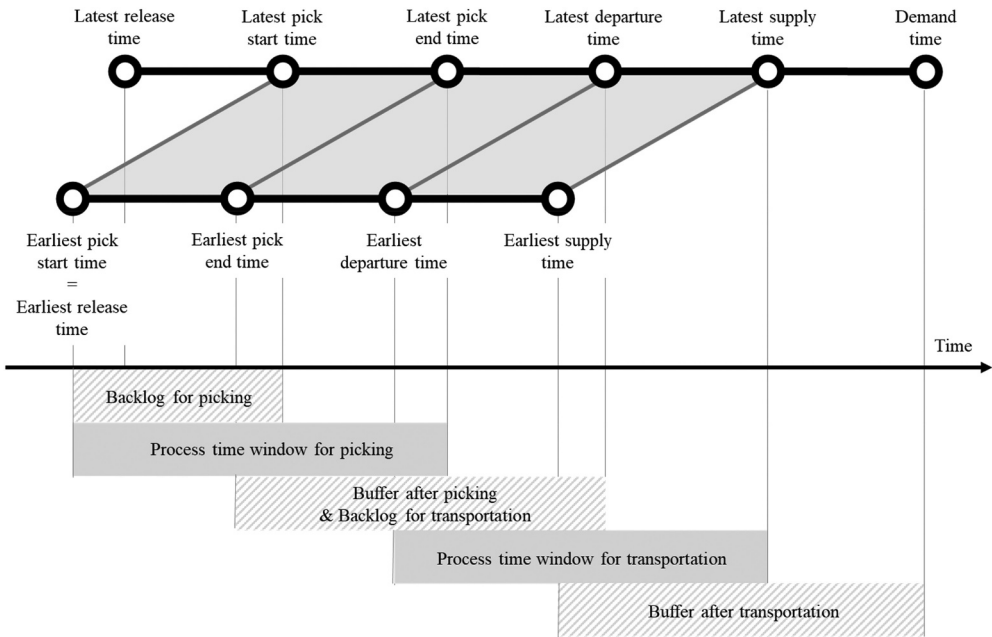 Latest release
time
Latest pick
start time
Latest pick
end time
Latest departure
time
Latest supply
time
Demand
time
Earliest pick
start time
=
Earliest release
time
Earliest pick
end time
Earliest
departure time
Earliest supply
time
Time
Backlog for picking
Process time window for picking
Buffer after picking
& Backlog for transportation
Process time window for transportation
Buffer after transportation